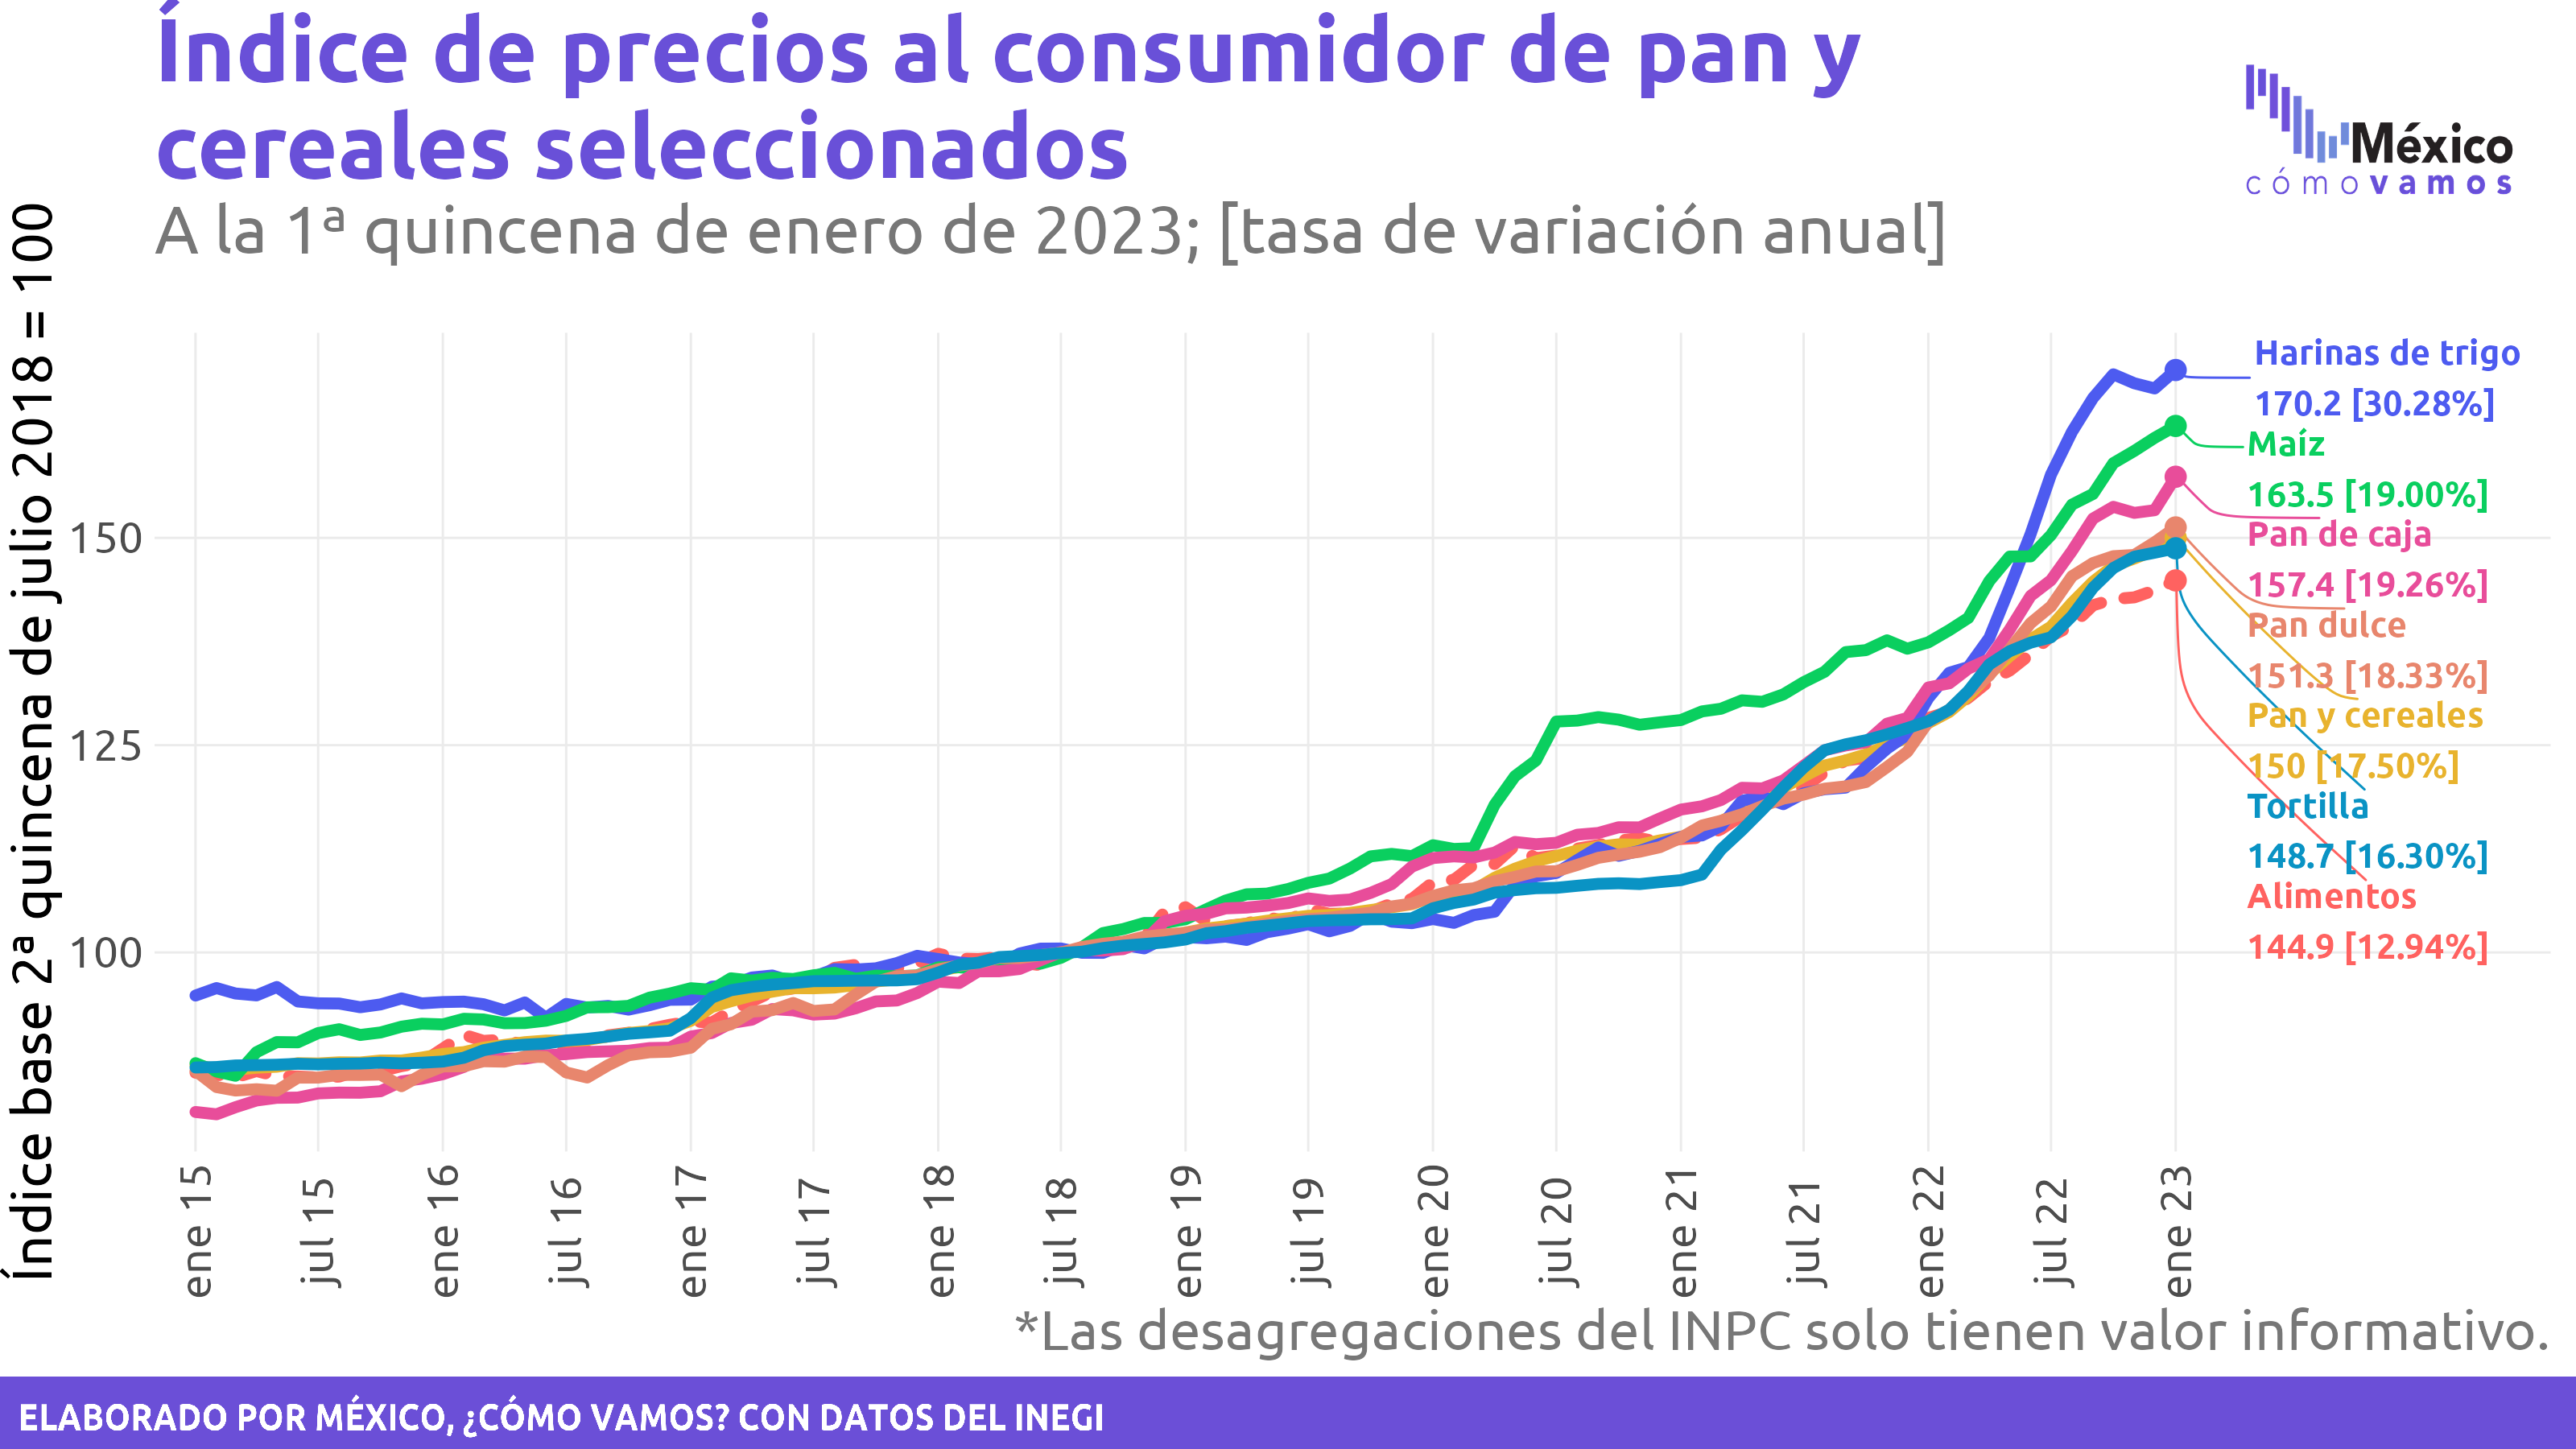 Índice de precios al consumidor de pan y
cereales seleccionados
A la 1ª quincena de enero de 2023; [tasa de variación anual]
México
cómo vamos
Índice base 2ª quincena de julio 2018 = 100
150
125
100
Harinas de trigo
170.2 [30.28%]
Maíz
163.5 [19.00%]
Pan de caja
157.4 [19.26%]
Pan dulce
151.3 [18.33%]
Pan y cereales
150 [17.50%]
Tortilla
148.7 [16.30%]
Alimentos
144.9 [12.94%]
ene 15
jul 15
ene 16
jul 16
ene 17
jul 17
ene 18
jul 18
ene 19
jul 19
ene 20
jul 20
ene 21
jul 21
ene 22
jul 22
ene 23
*Las desagregaciones del INPC solo tienen valor informativo.
ELABORADO POR MÉXICO, ¿CÓMO VAMOS? CON DATOS DEL INEGI